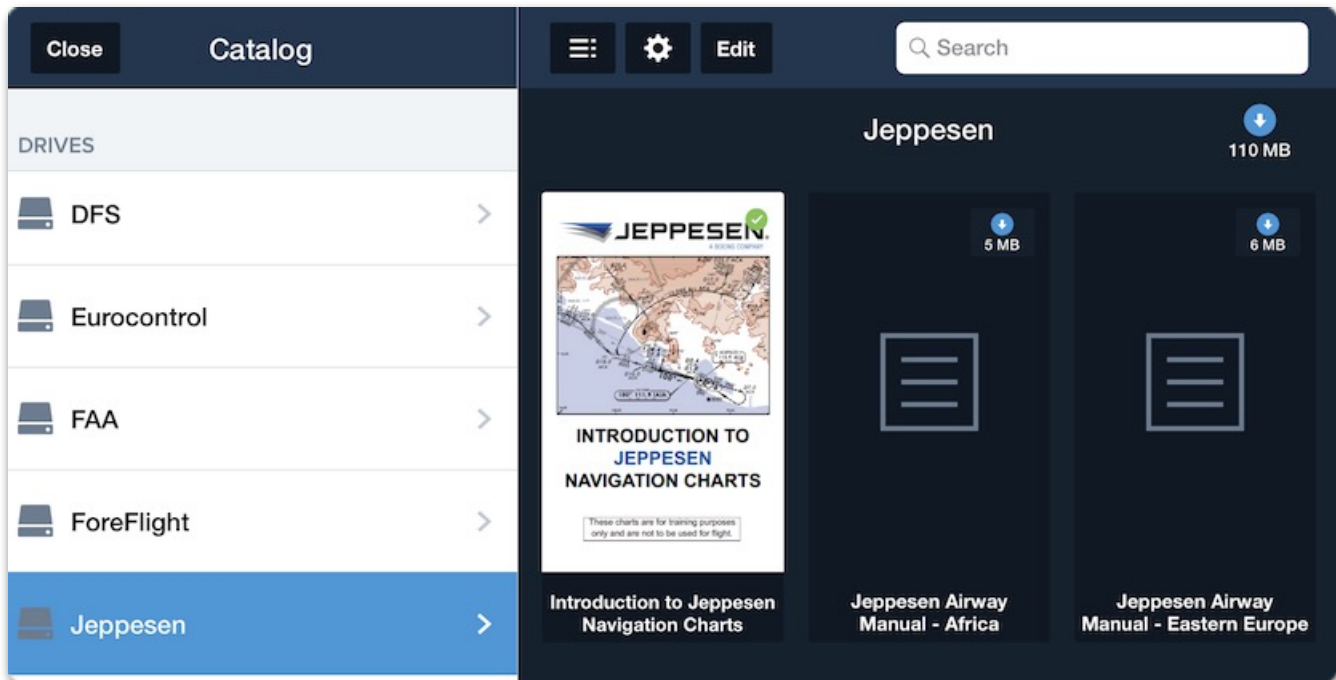 Close
Catalog
Edit
Search
DRIVES
DFS
Eurocontrol
FAA
ForeFlight
Jeppesen
Jeppesen
110 MB
JEPPESEN.
A BOEING COMPANY
INTRODUCTION TO
JEPPESEN
NAVIGATION CHARTS
These charts are for training purposes
only and are not to be used for flight.
Introduction to Jeppesen
Navigation Charts
5 MB
Jeppesen Airway
Manual - Africa
6 MB
Jeppesen Airway
Manual - Eastern Europe